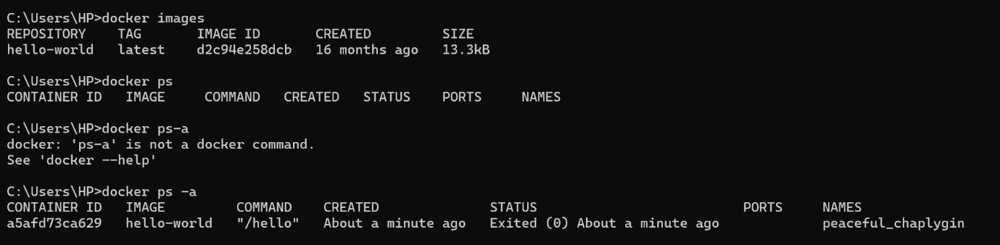 C:\Users\HP>docker images
REPOSITORY    TAG       IMAGE ID       CREATED         SIZE
hello-world   latest    d2c94e258dcb   16 months ago   13.3kB
C:\Users\HP>docker ps
CONTAINER ID   IMAGE     COMMAND   CREATED   STATUS    PORTS     NAMES
C:\Users\HP>docker ps-a
docker: 'ps-a' is not a docker command.
See 'docker --help'
C:\Users\HP>docker ps -a
CONTAINER ID   IMAGE         COMMAND    CREATED              STATUS                          PORTS     NAMES
a5afd73ca629   hello-world   "/hello"   About a minute ago   Exited (0) About a minute ago             peaceful_chaplygin